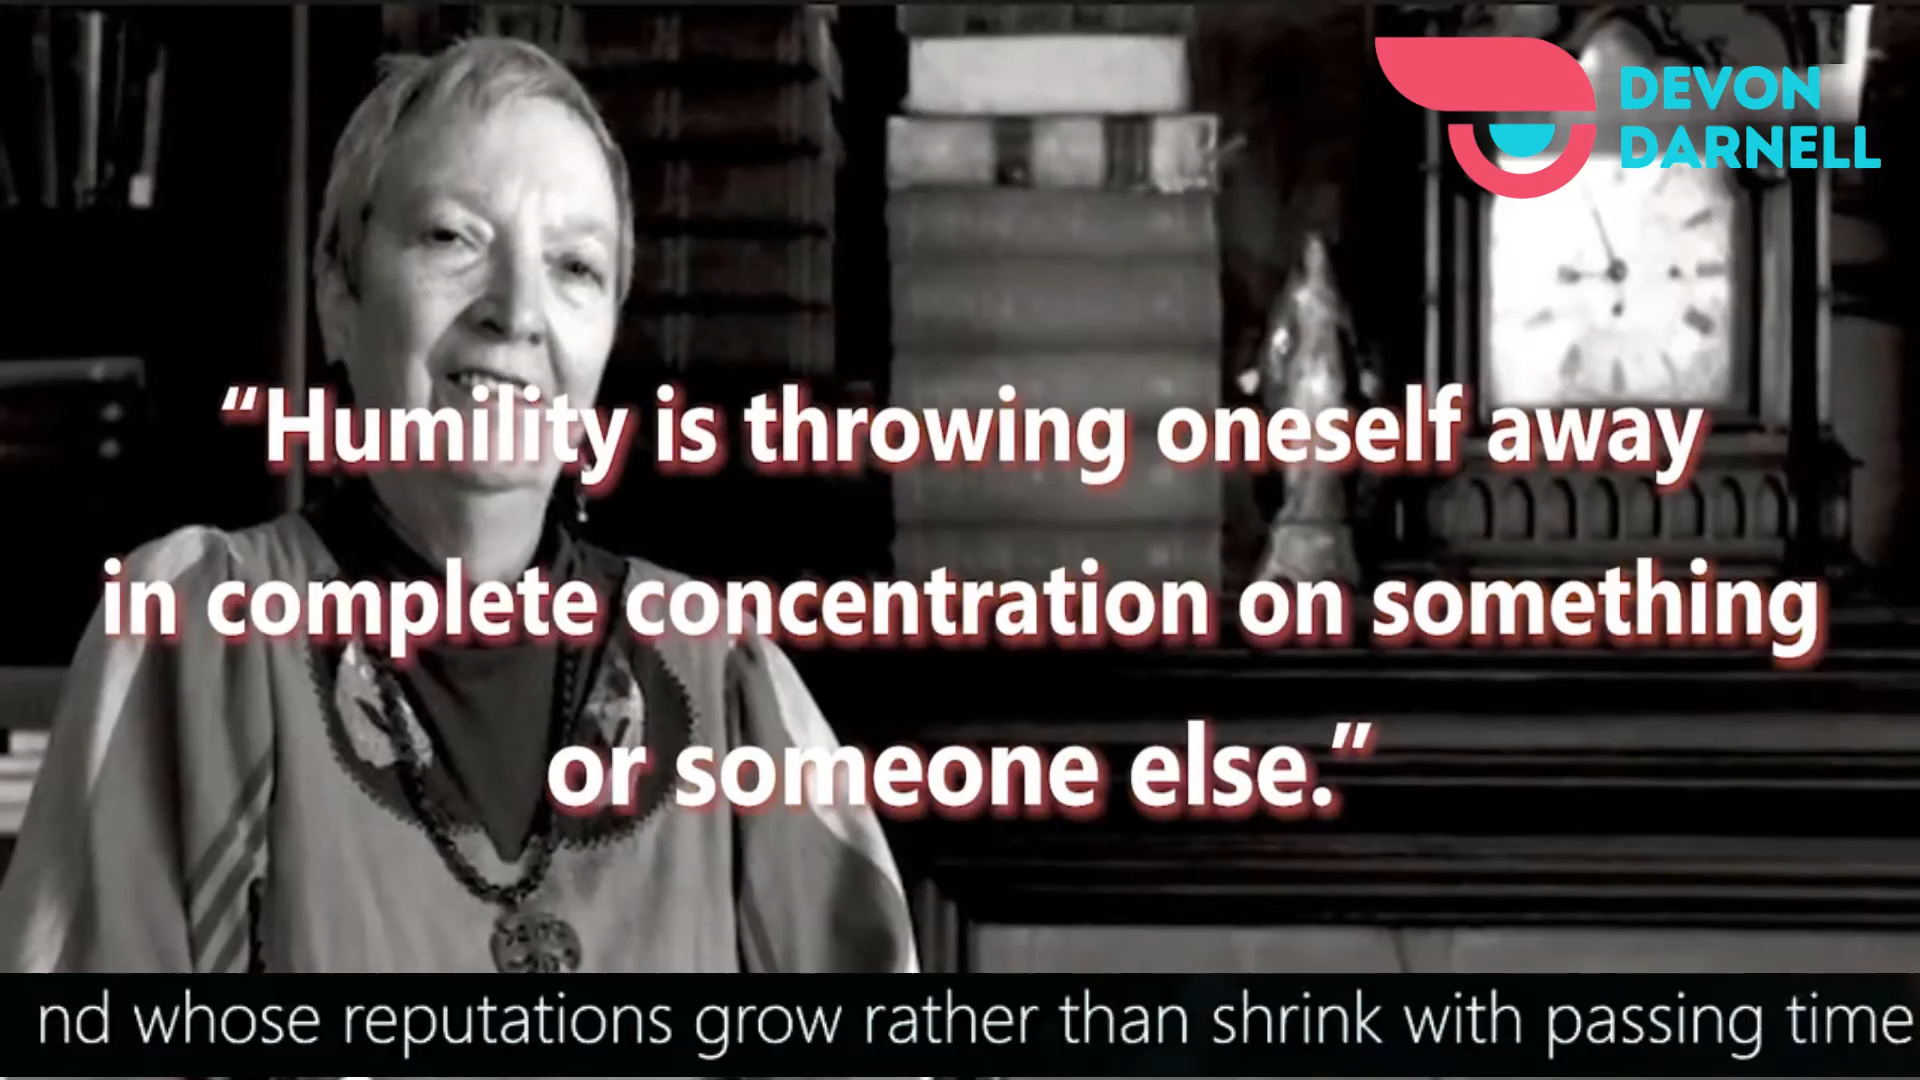 DEVON
DARNELL
“Humility is throwing oneself away
in complete concentration on something
or someone else.”
nd whose reputations grow rather than shrink with passing time